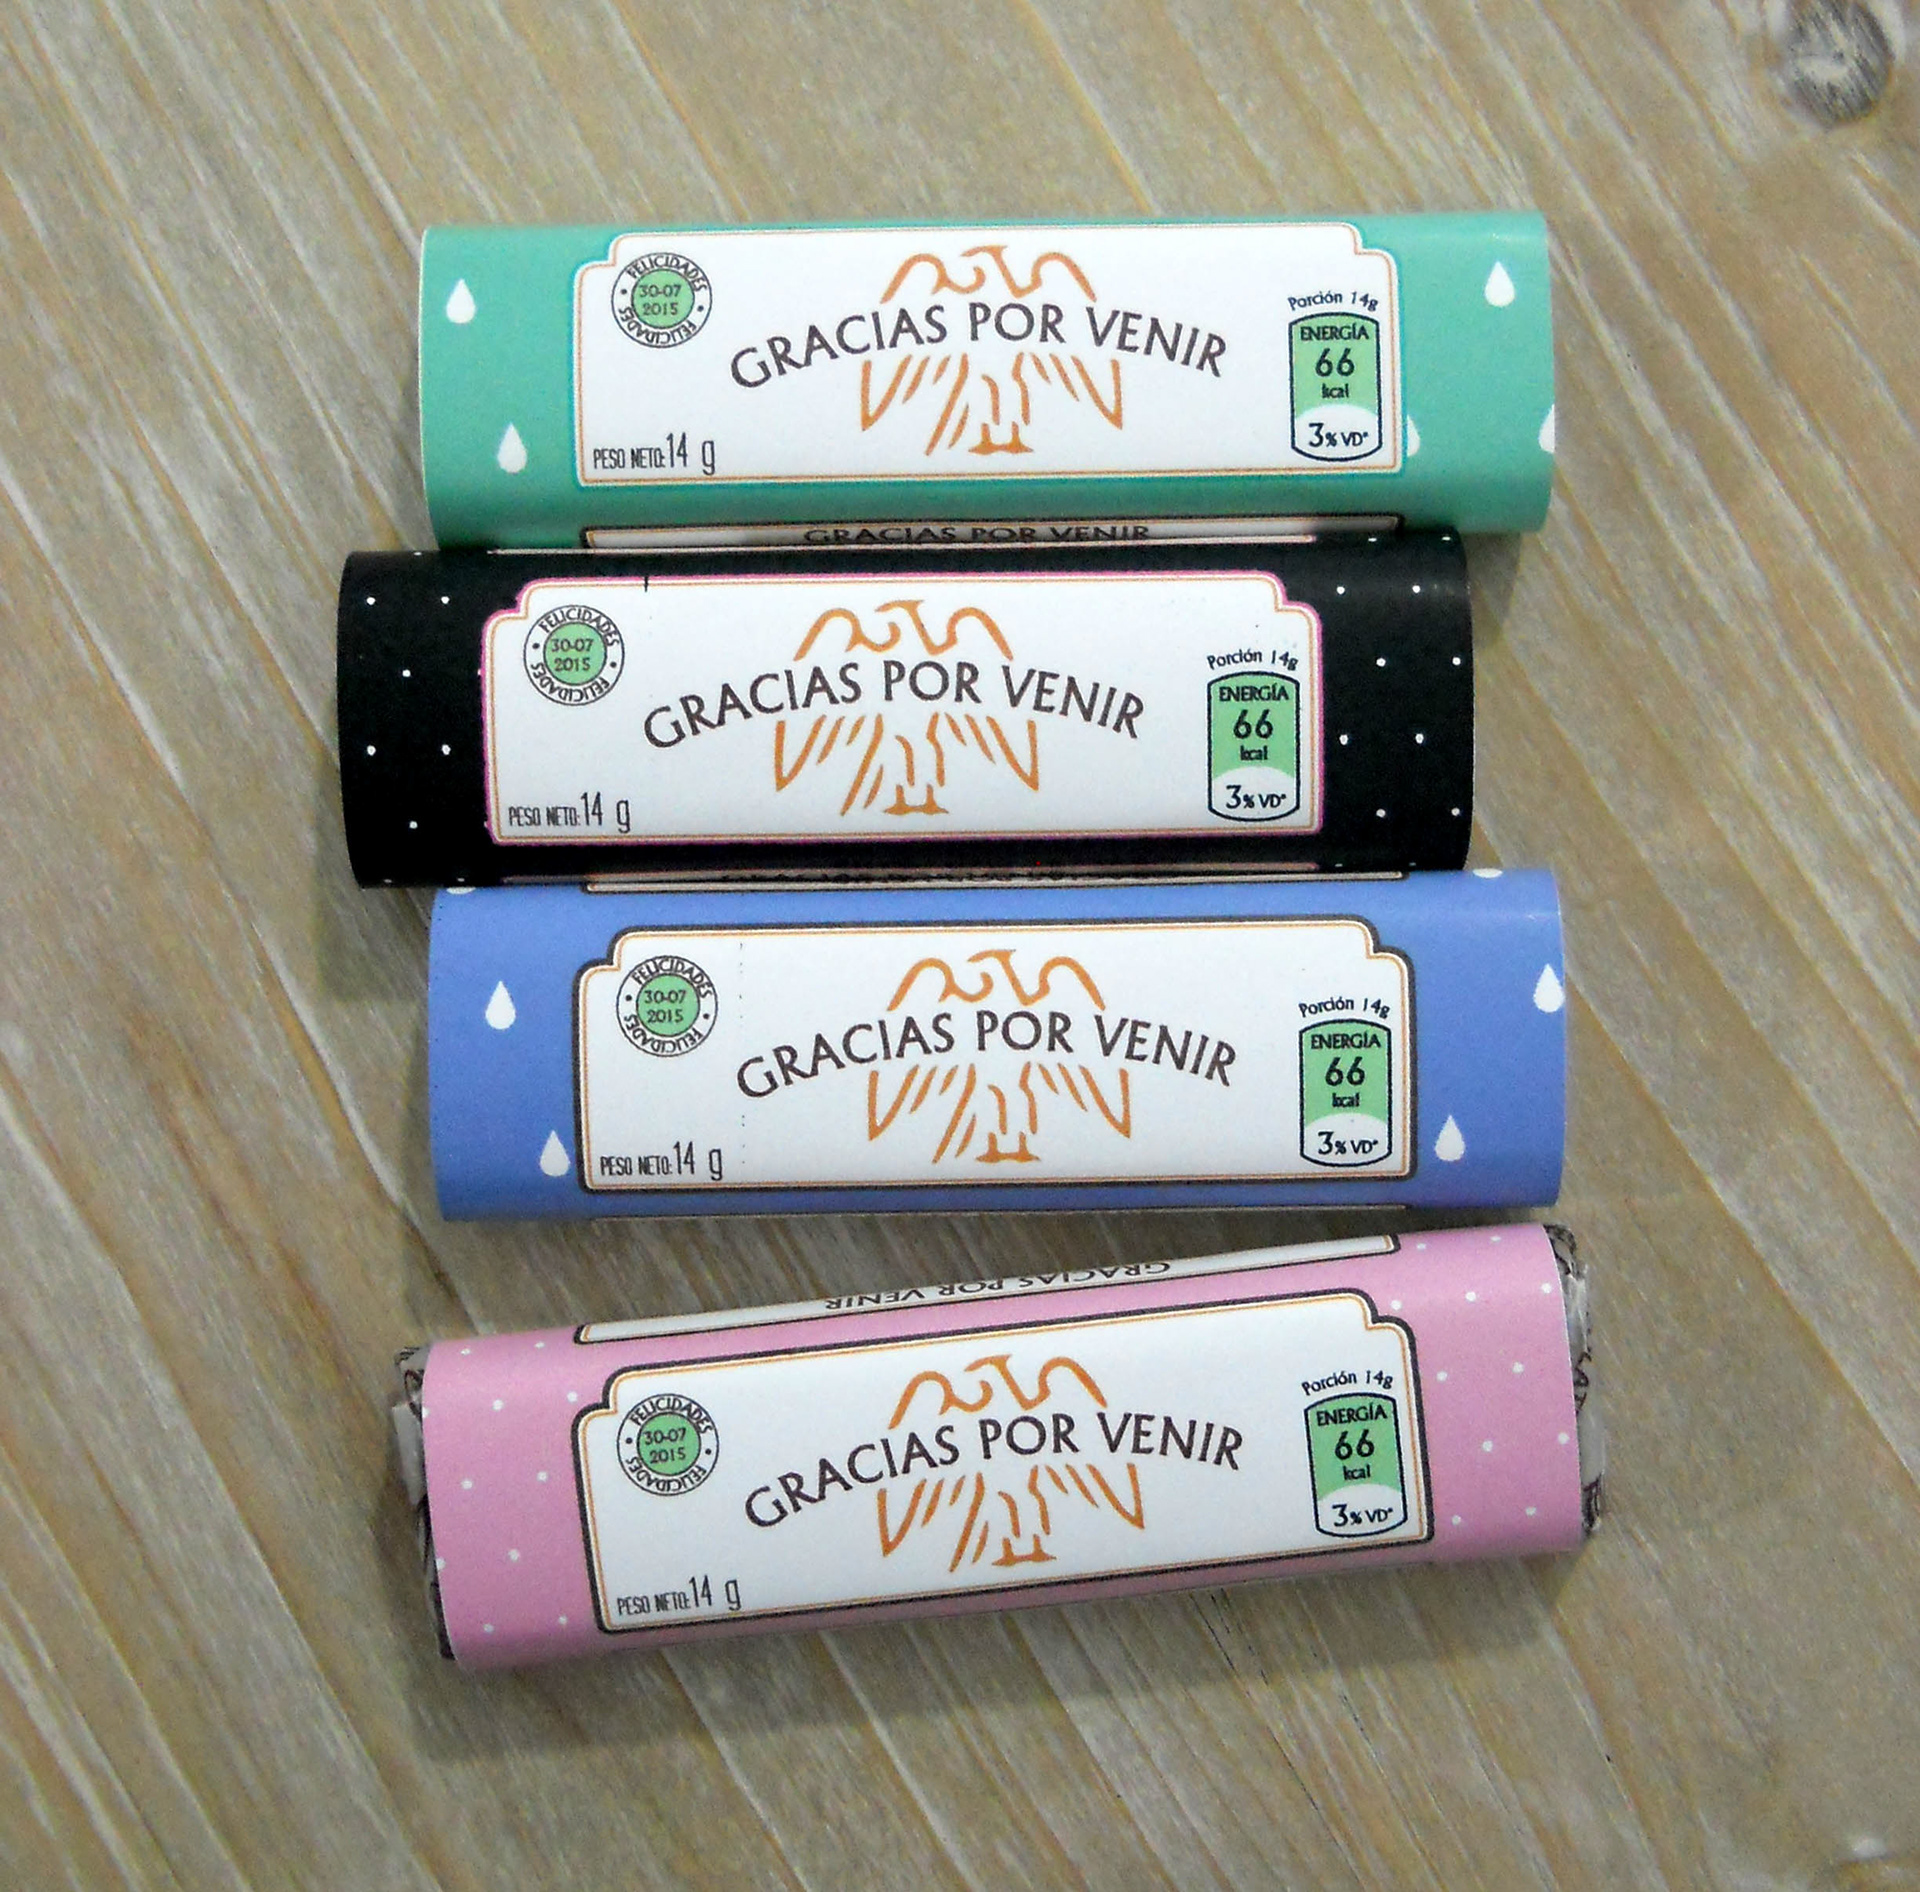 FELICIDADES
30-07
2015
FELICIDADES
GRACIAS POR VENIR
Porción 14g
ENERGÍA
66
kcal
3% VD*
PESO NETO: 14 g
GRACIAS POR VENIR
FELICIDADES
30-07
2015
FELICIDADES
GRACIAS POR VENIR
Porción 14g
ENERGÍA
66
kcal
3% VD*
PESO NETO: 14 g
FELICIDADES
30-07
2015
FELICIDADES
GRACIAS POR VENIR
Porción 14g
ENERGÍA
66
kcal
3% VD*
PESO NETO: 14 g
GRACIAS POR VENIR
FELICIDADES
30-07
2015
FELICIDADES
GRACIAS POR VENIR
Porción 14g
ENERGÍA
66
kcal
3% VD*
PESO NETO: 14 g